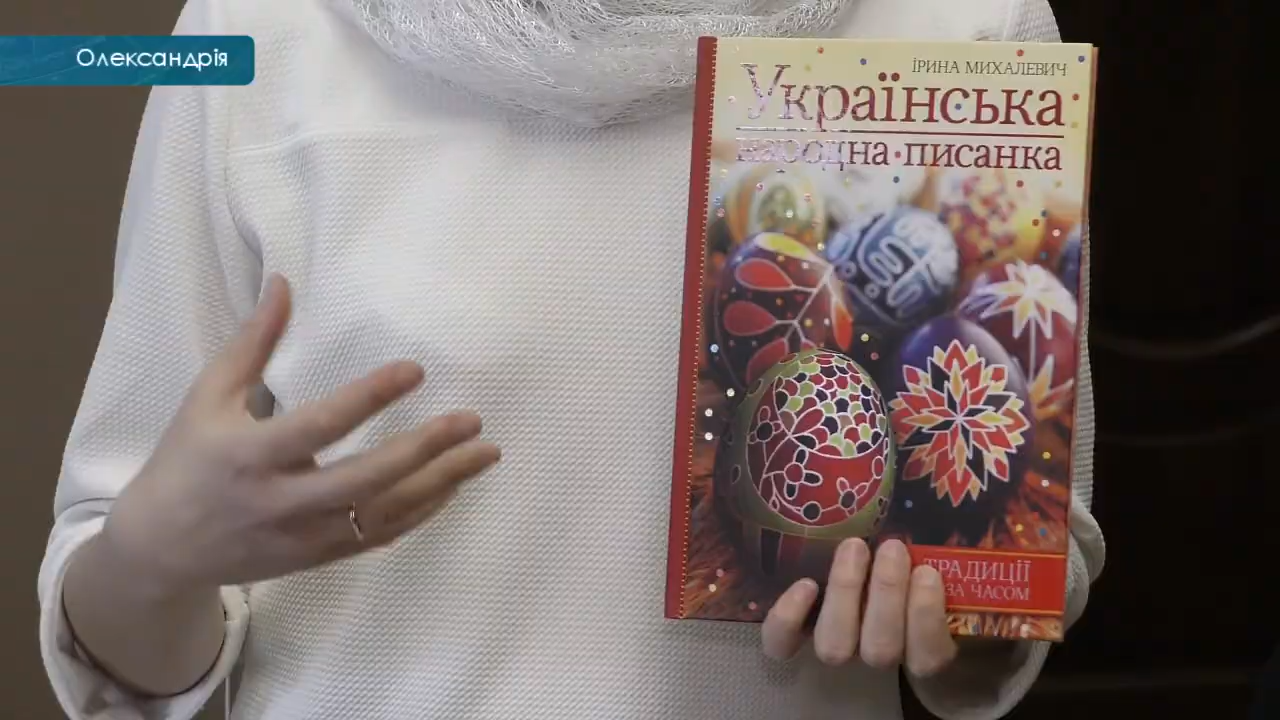 Олександрія
ІРИНА МИХАЛЕВИЧ
Українська
народна•писанка
ТРАДИЦІЇ
ЗА ЧАСОМ